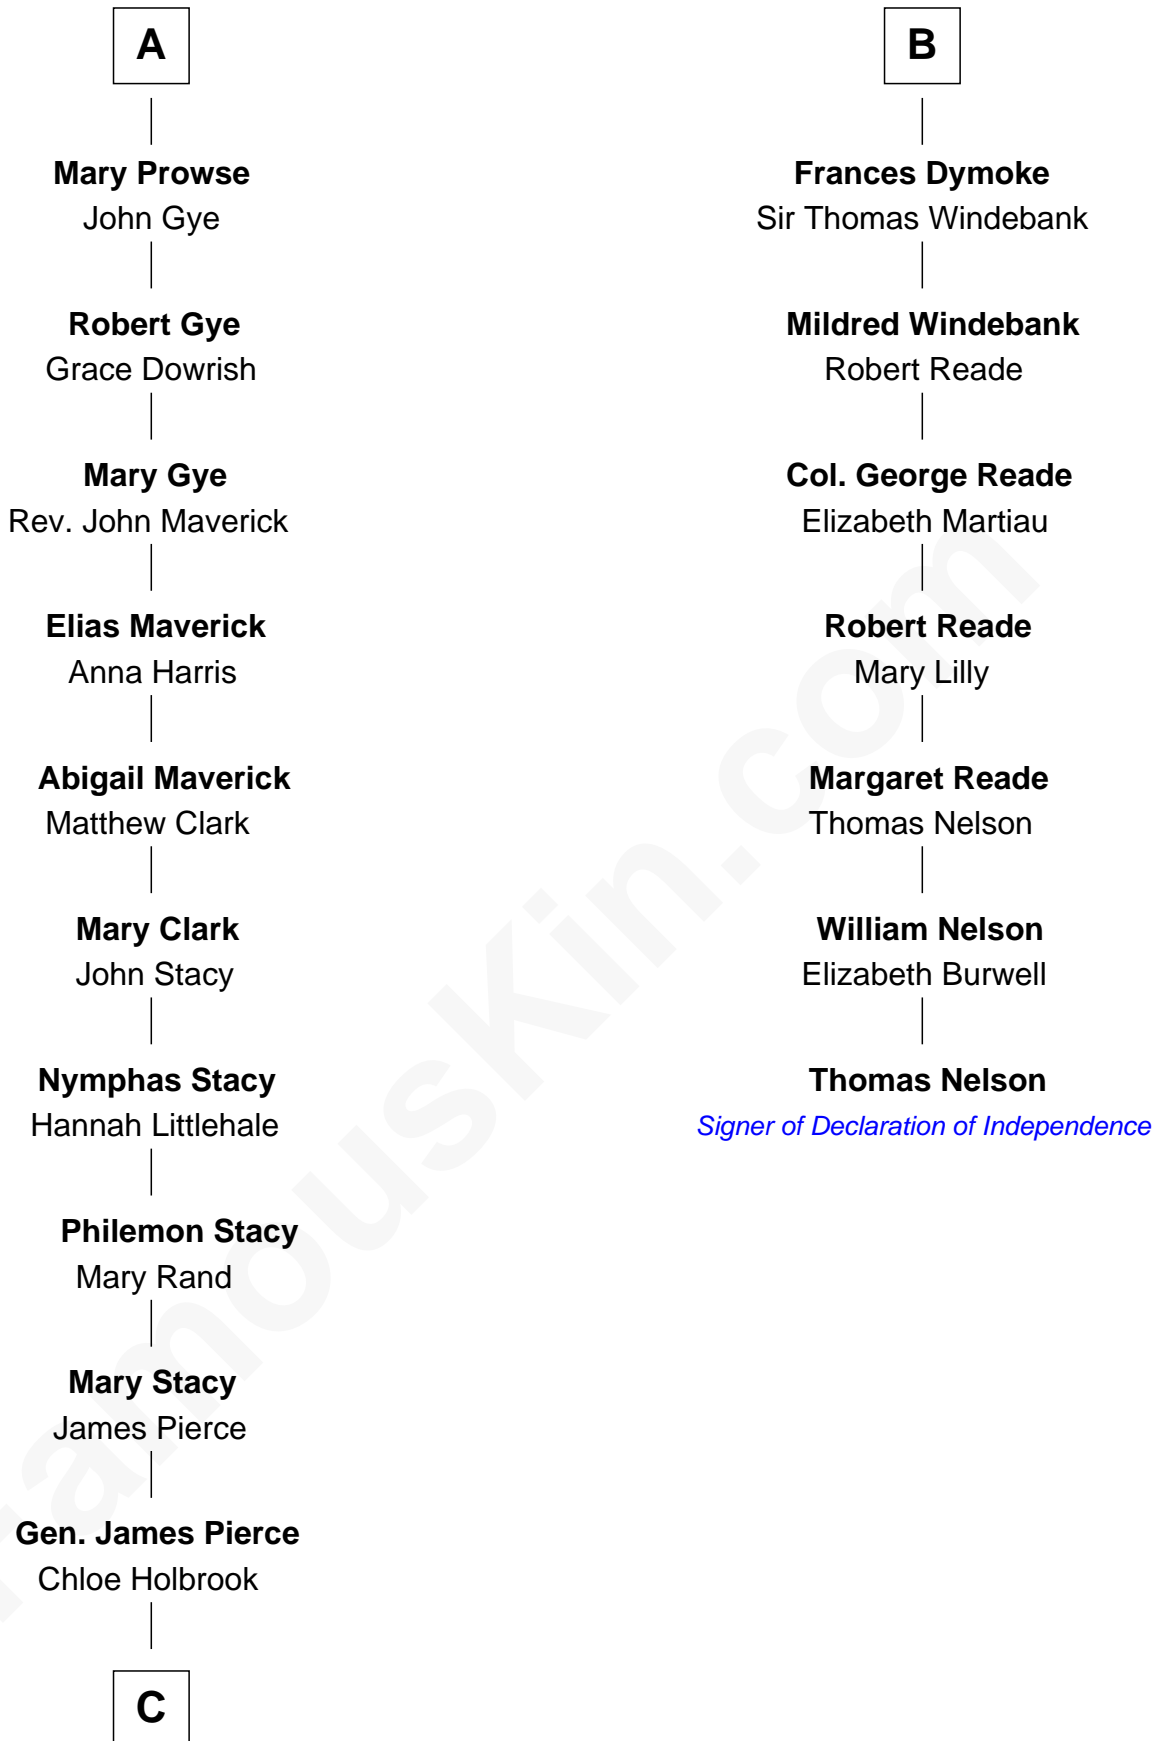 A
Mary Prowse
John Gye
Robert Gye
Grace Dowrish
Mary Gye
Rev. John Maverick
Elias Maverick
Anna Harris
Abigail Maverick
Matthew Clark
Mary Clark
John Stacy
Nymphas Stacy
Hannah Littlehale
Philemon Stacy
Mary Rand
Mary Stacy
James Pierce
Gen. James Pierce
Chloe Holbrook
C
B
Frances Dymoke
Sir Thomas Windebank
Mildred Windebank
Robert Reade
Col. George Reade
Elizabeth Martiau
Robert Reade
Mary Lilly
Margaret Reade
Thomas Nelson
William Nelson
Elizabeth Burwell
Thomas Nelson
Signer of Declaration of Independence
FamousKin.com